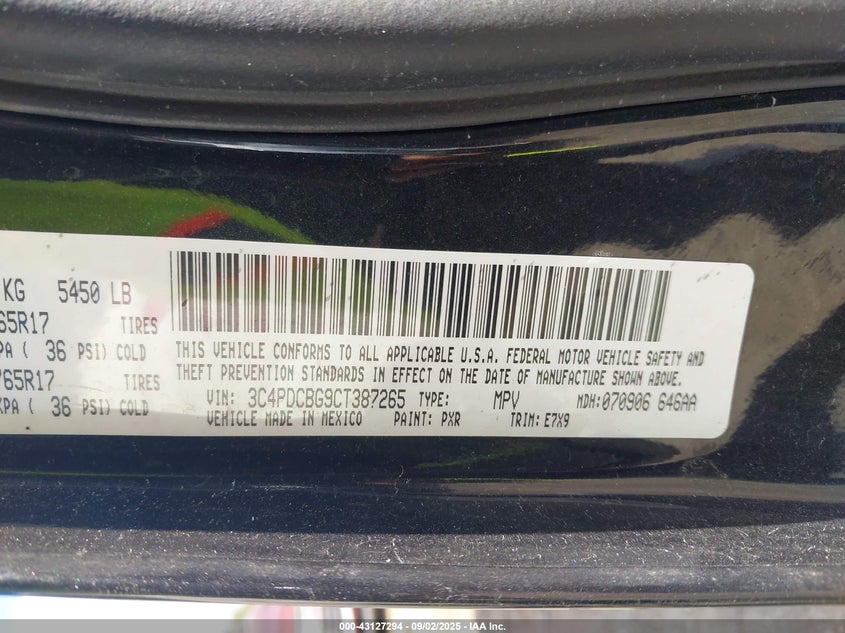 KG 5450 LB
65R17 TIRES
PA ( 36 PSI) COLD
765R17 TIRES
KPA ( 36 PSI) COLD
THIS VEHICLE CONFORMS TO ALL APPLICABLE U.S.A. FEDERAL MOTOR VEHICLE SAFETY AND
THEFT PREVENTION STANDARDS IN EFFECT ON THE DATE OF MANUFACTURE SHOWN ABOVE.
VIN: 3C4PDCBG9CT387265 TYPE: MPV MDH: 070906 646AA
VEHICLE MADE IN MEXICO PAINT: PXR TRIM: E7X9
000-43127294 - 09/02/2025 - IAA Inc.